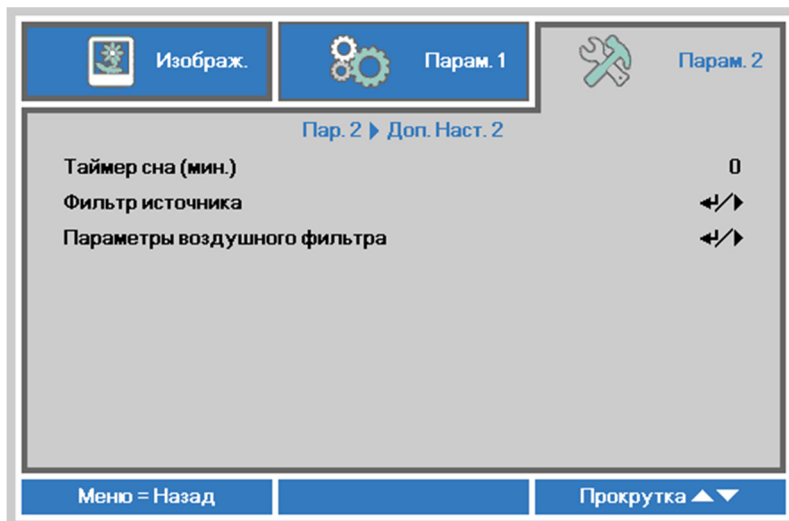 Изображ.
Парам. 1
Парам. 2
Пар. 2 Доп. Наст. 2
Таймер сна (мин.) 0
Фильтр источника
Параметры воздушного фильтра
Меню = Назад
Прокрутка